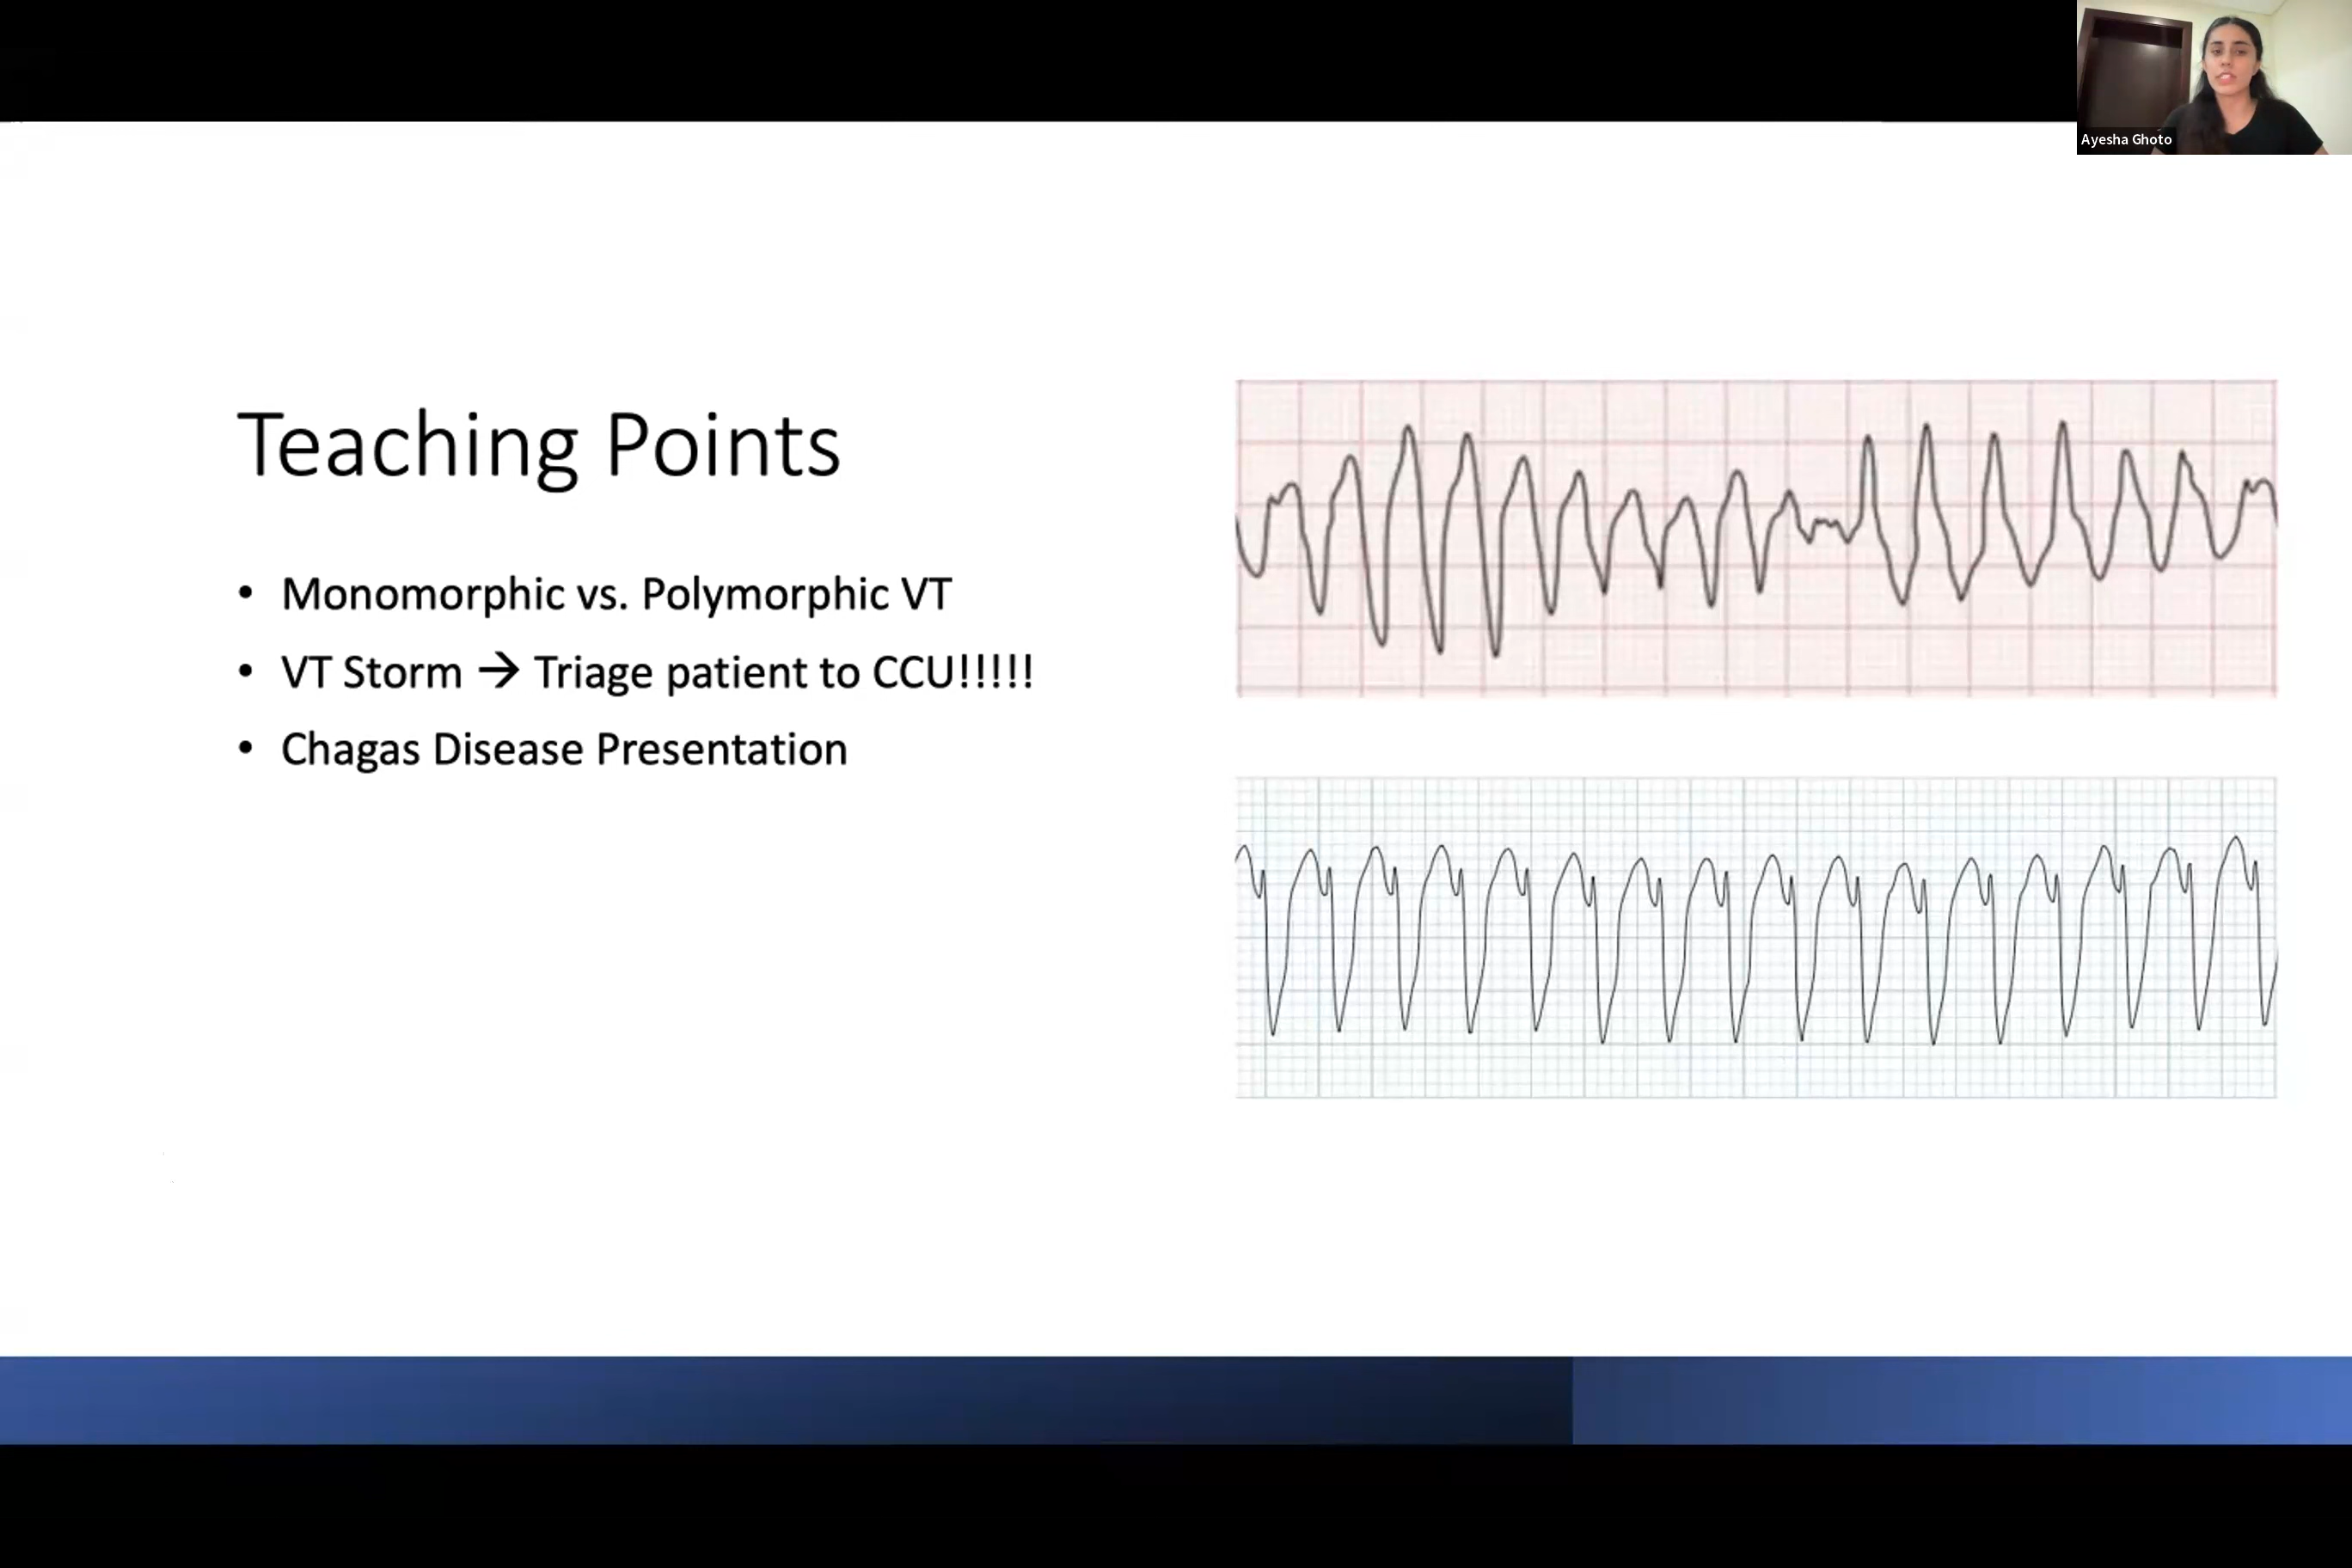 Ayesha Ghoto
Teaching Points
• Monomorphic vs. Polymorphic VT
• VT Storm → Triage patient to CCU!!!!!
• Chagas Disease Presentation